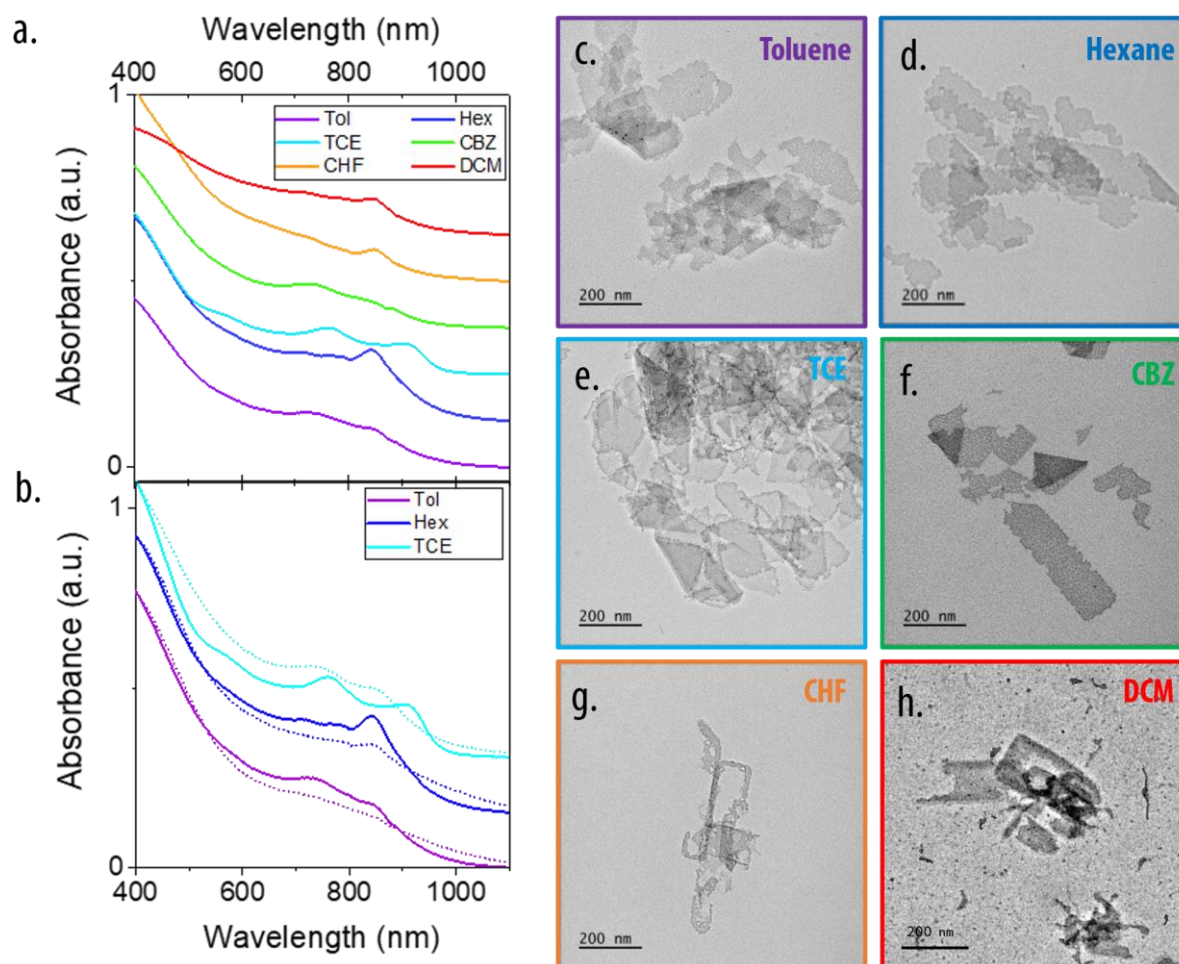 a.
Wavelength (nm)
400 600 800 1000
1
Tol Hex
TCE CBZ
CHF DCM
Absorbance (a.u.)
0
b.
Tol
Hex
TCE
1
Absorbance (a.u.)
0
400 600 800 1000
Wavelength (nm)
c. Toluene
200 nm
d. Hexane
200 nm
e. TCE
200 nm
f. CBZ
200 nm
g. CHF
200 nm
h. DCM
200 nm